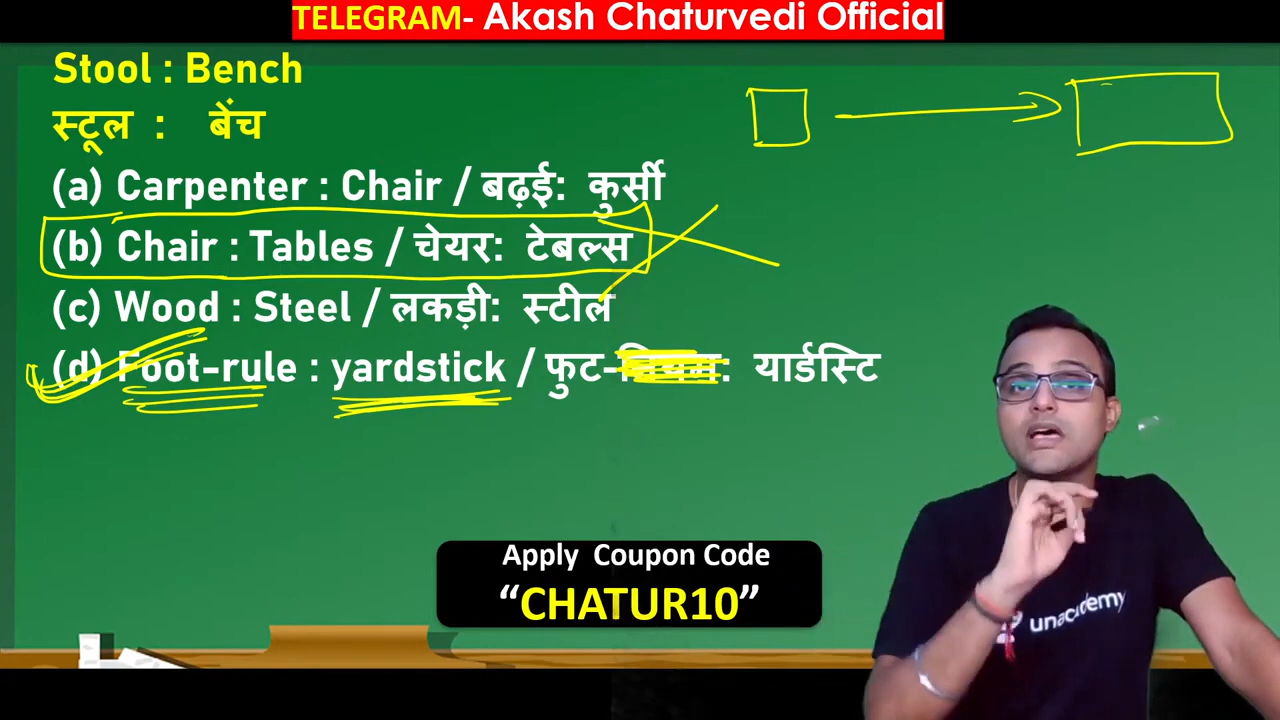 TELEGRAM- Akash Chaturvedi Official
Stool : Bench
स्टूल : बेंच
(a) Carpenter : Chair / बढ़ई: कुर्सी
(b) Chair : Tables / चेयर: टेबल्स
(c) Wood : Steel / लकड़ी: स्टील
(d) Foot-rule : yardstick / फुट-नियम: यार्डस्टि
Apply Coupon Code
“CHATUR10”
unacademy